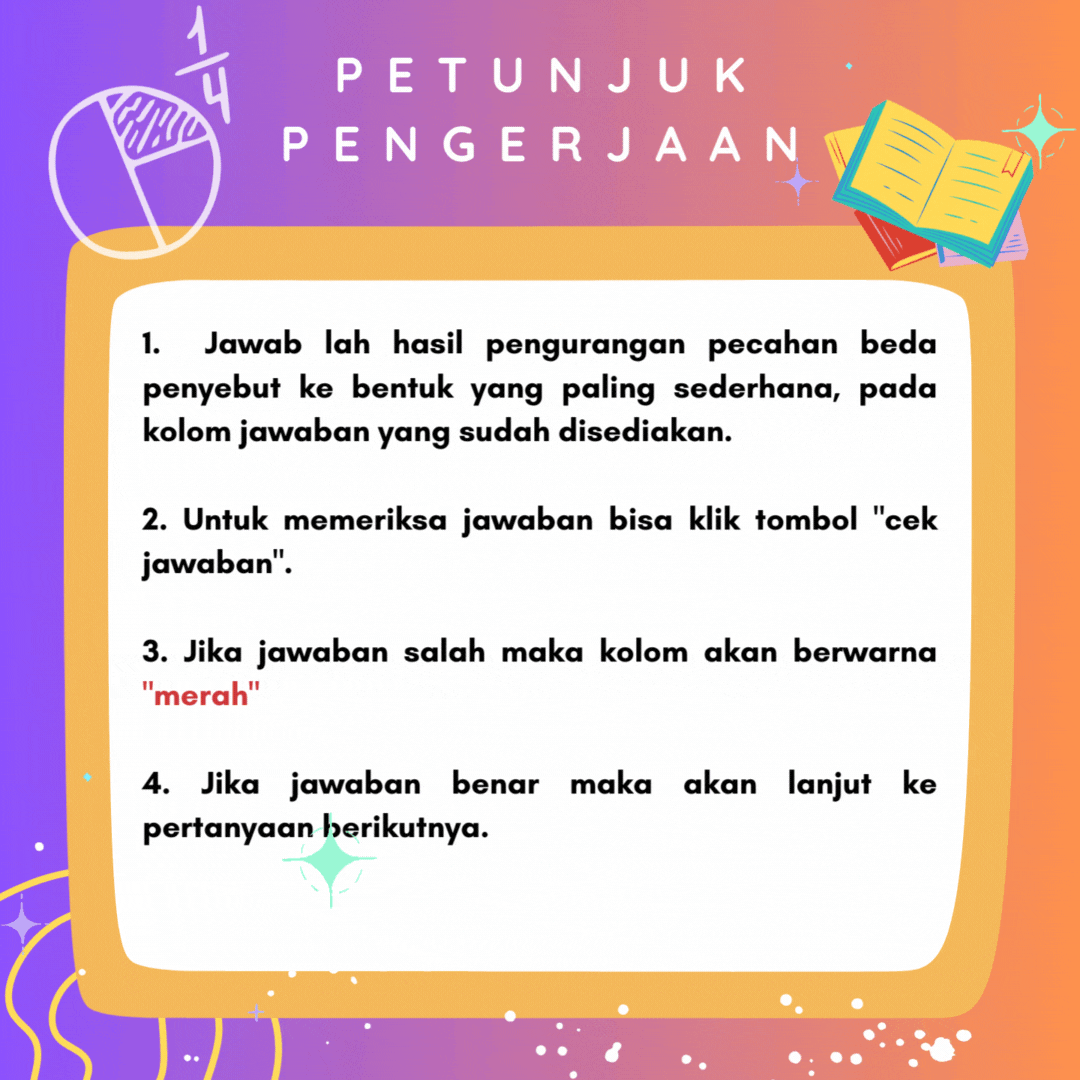 1
4
PETUNJUK
PENGERJAAN
1. Jawab lah hasil pengurangan pecahan beda
penyebut ke bentuk yang paling sederhana, pada
kolom jawaban yang sudah disediakan.
2. Untuk memeriksa jawaban bisa klik tombol "cek
jawaban".
3. Jika jawaban salah maka kolom akan berwarna
"merah"
4. Jika jawaban benar maka akan lanjut ke
pertanyaan berikutnya.